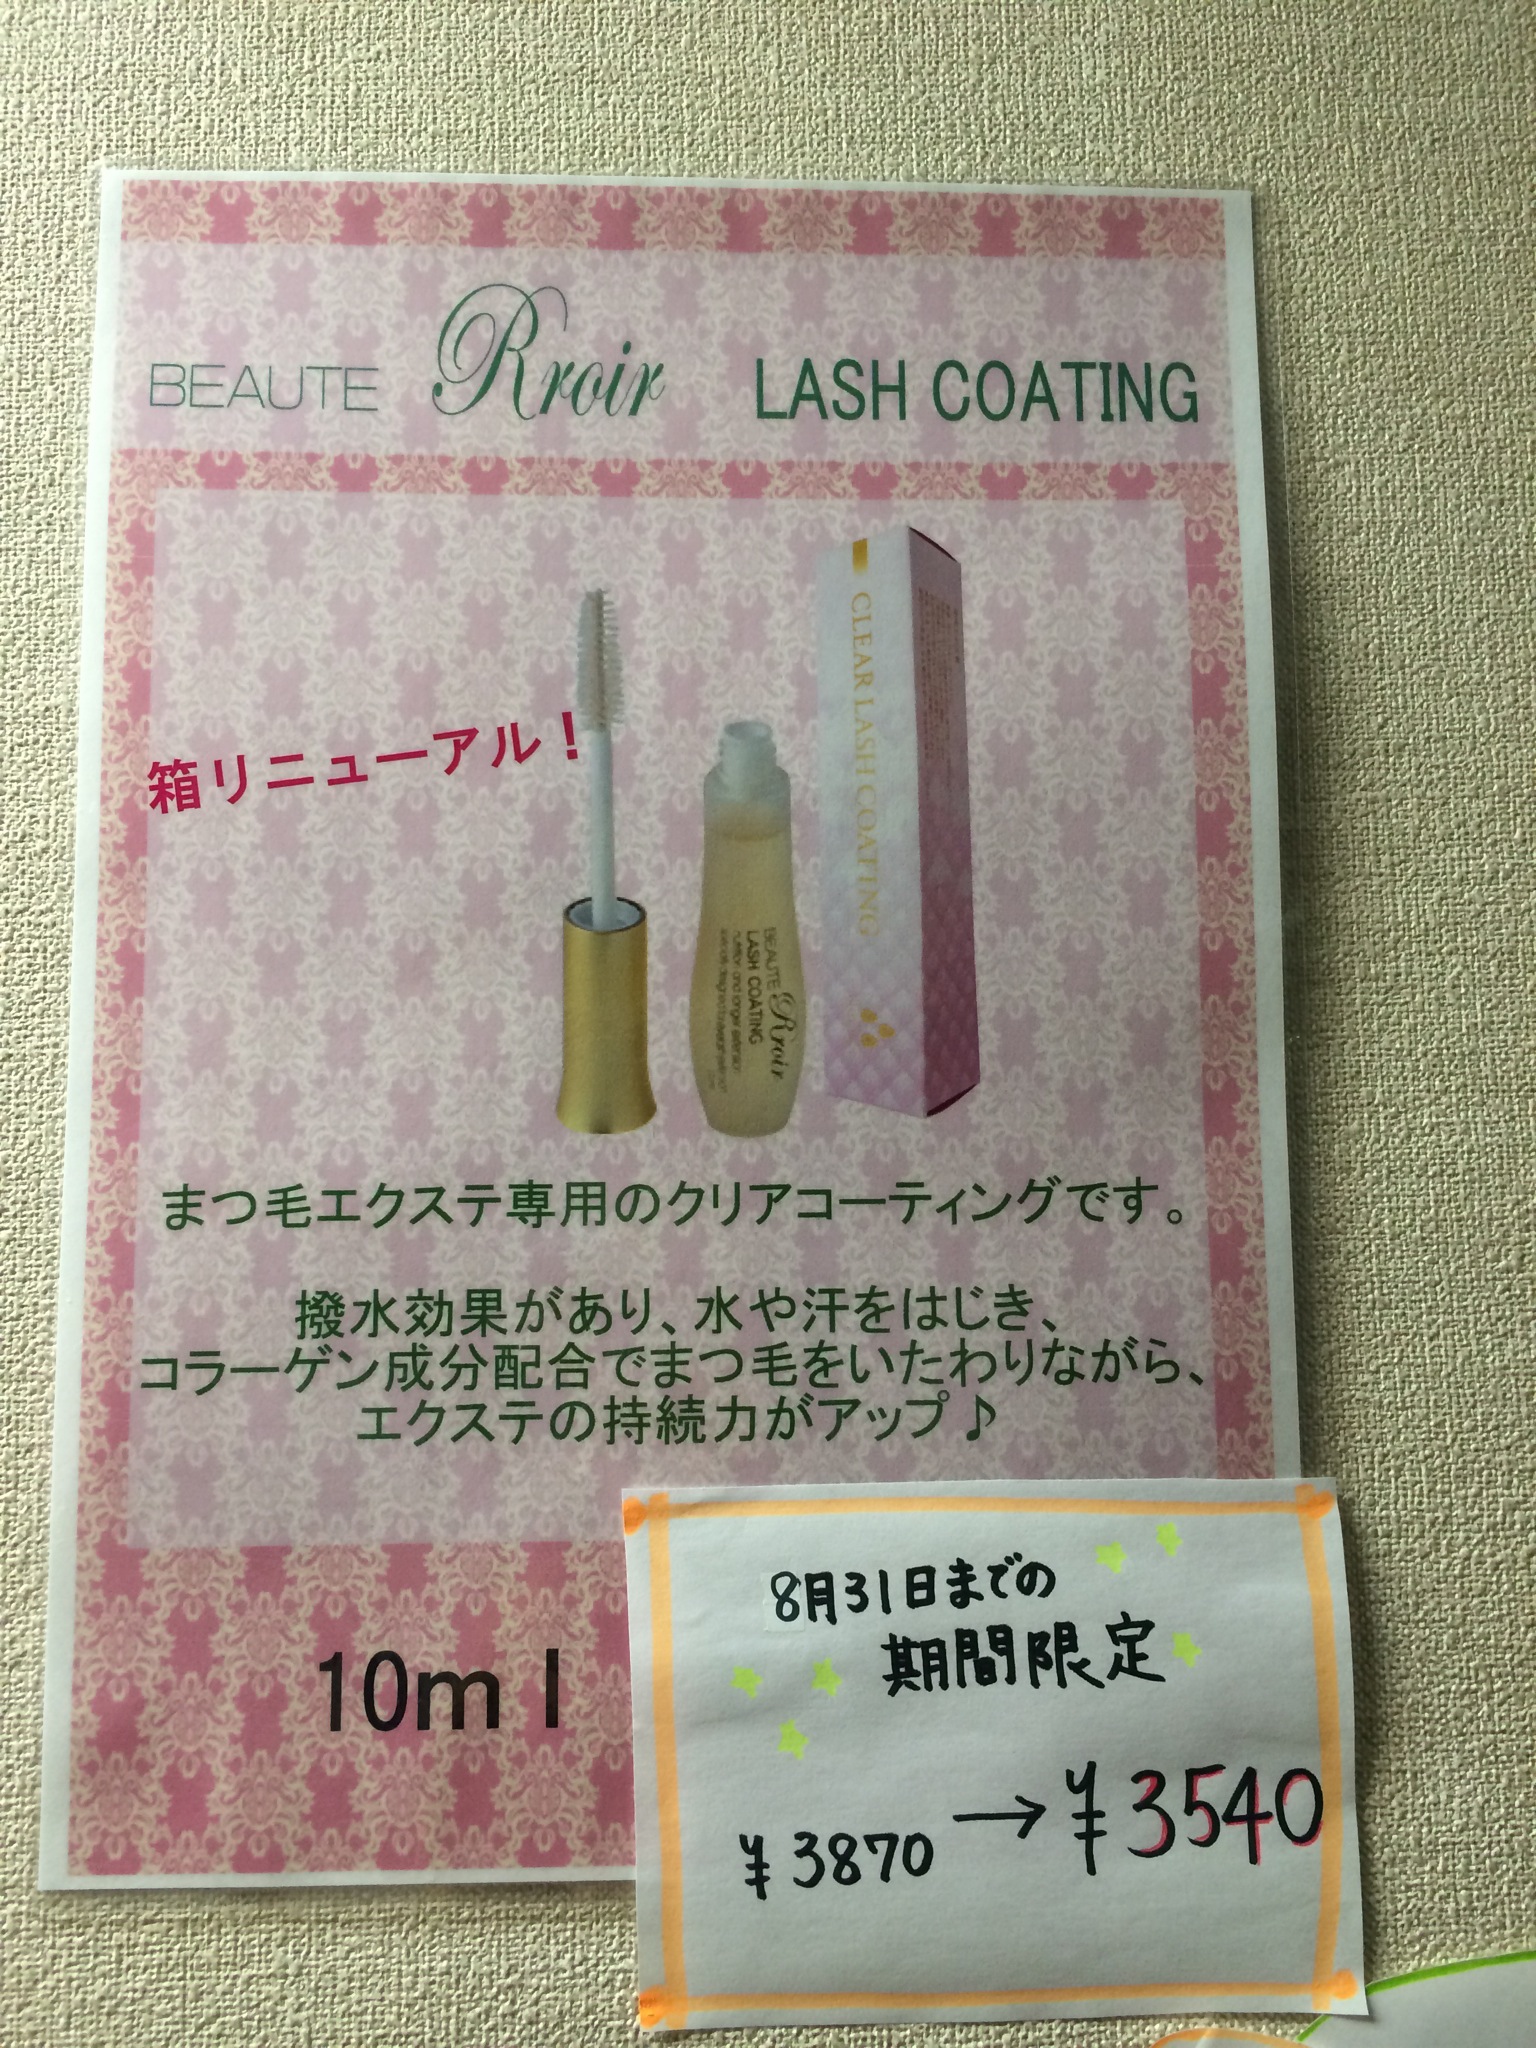 BEAUTE Rroir LASH COATING
箱リニューアル！
CLEAR LASH COATING
BEAUTE Rroir
LASH COATING
まつ毛エクステ専用のクリアコーティングです。
撥水効果があり、水や汗をはじき、
コラーゲン成分配合でまつ毛をいたわりながら、
エクステの持続力がアップ♪
10ml
8月31日までの
期間限定
¥3870→¥3540